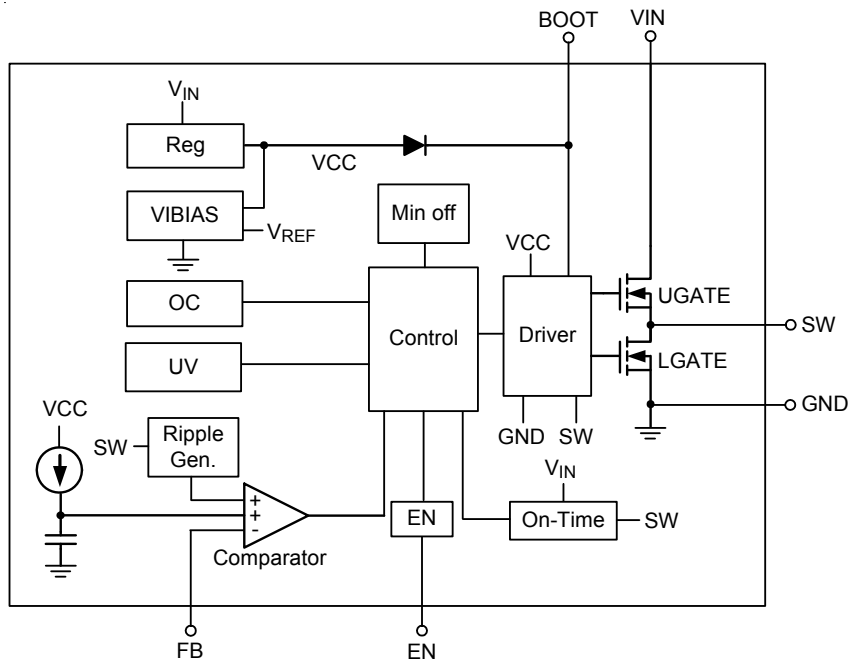 BOOT
VIN
VIN
Reg
VCC
VIBIAS
VREF
Min off
VCC
OC
Control
Driver
UGATE
SW
UV
LGATE
VCC
GND
SW
GND
SW
Ripple
Gen.
VIN
+
+
-
EN
On-Time
SW
Comparator
FB
EN